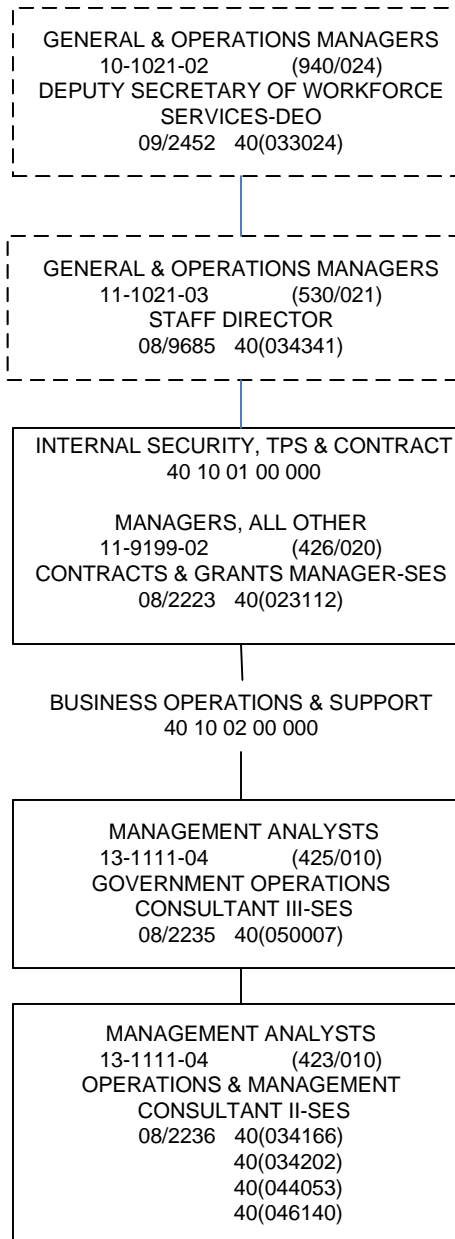 GENERAL & OPERATIONS MANAGERS
10-1021-02 (940/024)
DEPUTY SECRETARY OF WORKFORCE
SERVICES-DEO
09/2452 40(033024)
GENERAL & OPERATIONS MANAGERS
11-1021-03 (530/021)
STAFF DIRECTOR
08/9685 40(034341)
INTERNAL SECURITY, TPS & CONTRACT
40 10 01 00 000
MANAGERS, ALL OTHER
11-9199-02 (426/020)
CONTRACTS & GRANTS MANAGER-SES
08/2223 40(023112)
BUSINESS OPERATIONS & SUPPORT
40 10 02 00 000
MANAGEMENT ANALYSTS
13-1111-04 (425/010)
GOVERNMENT OPERATIONS
CONSULTANT III-SES
08/2235 40(050007)
MANAGEMENT ANALYSTS
13-1111-04 (423/010)
OPERATIONS & MANAGEMENT
CONSULTANT II-SES
08/2236 40(034166)
40(034202)
40(044053)
40(046140)